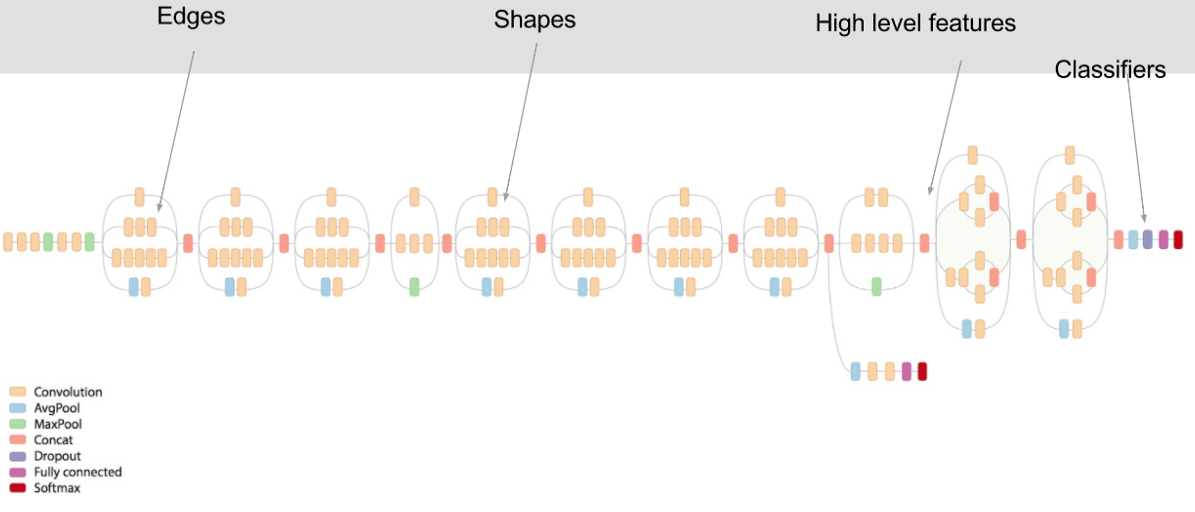 Edges
Shapes
High level features
Classifiers
Convolution
AvgPool
MaxPool
Concat
Dropout
Fully connected
Softmax